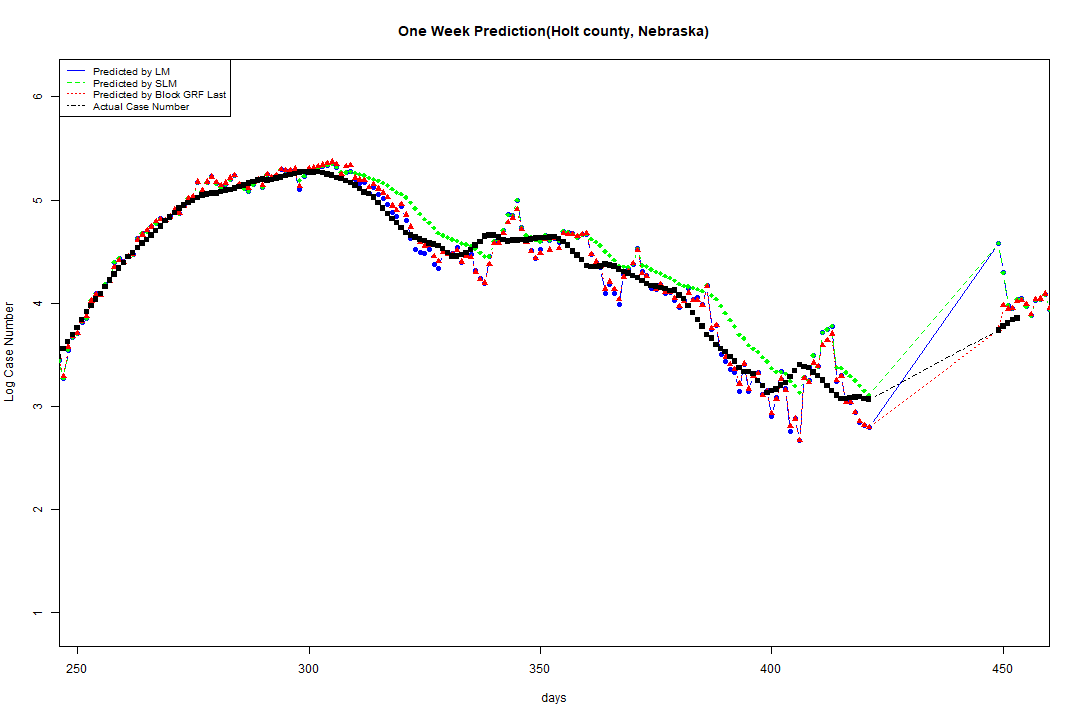 One Week Prediction(Holt county, Nebraska)
Predicted by LM
Predicted by SLM
Predicted by Block GRF Last
Actual Case Number
6
5
4
3
2
1
Log Case Number
250 300 350 400 450
days